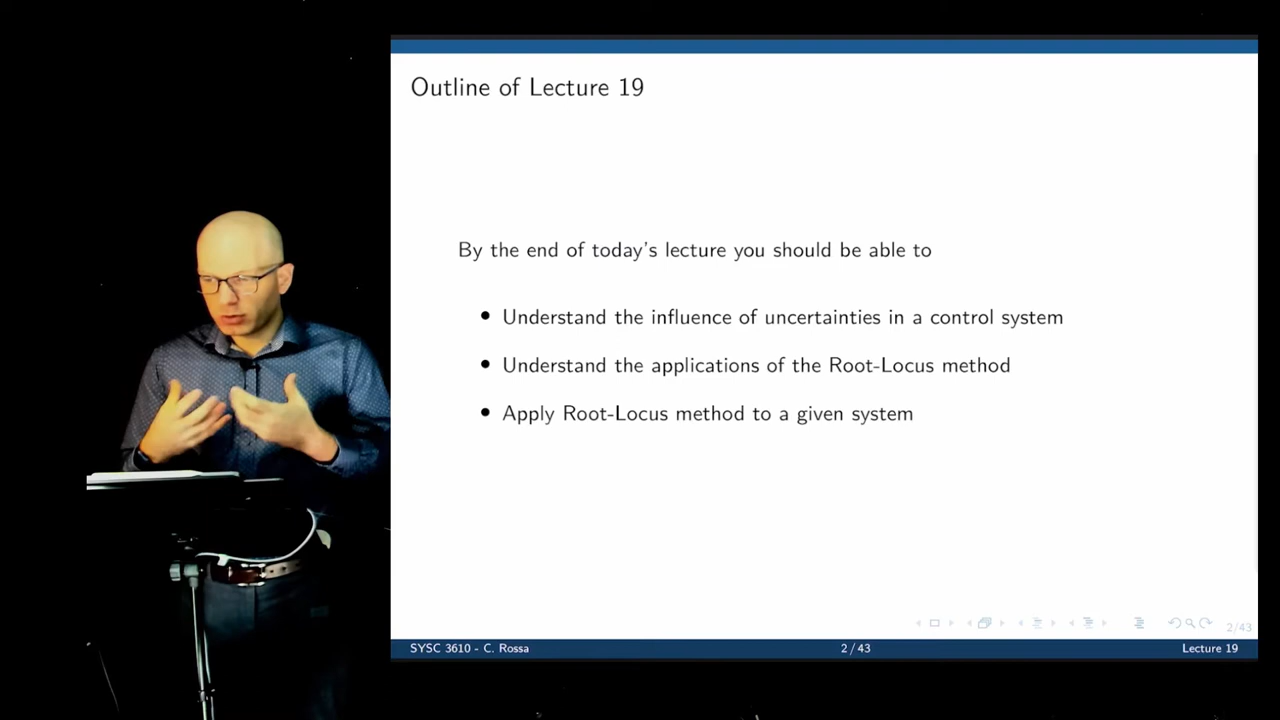 Outline of Lecture 19
By the end of today's lecture you should be able to
• Understand the influence of uncertainties in a control system
• Understand the applications of the Root-Locus method
• Apply Root-Locus method to a given system
2/43
SYSC 3610 - C. Rossa
2 / 43
Lecture 19